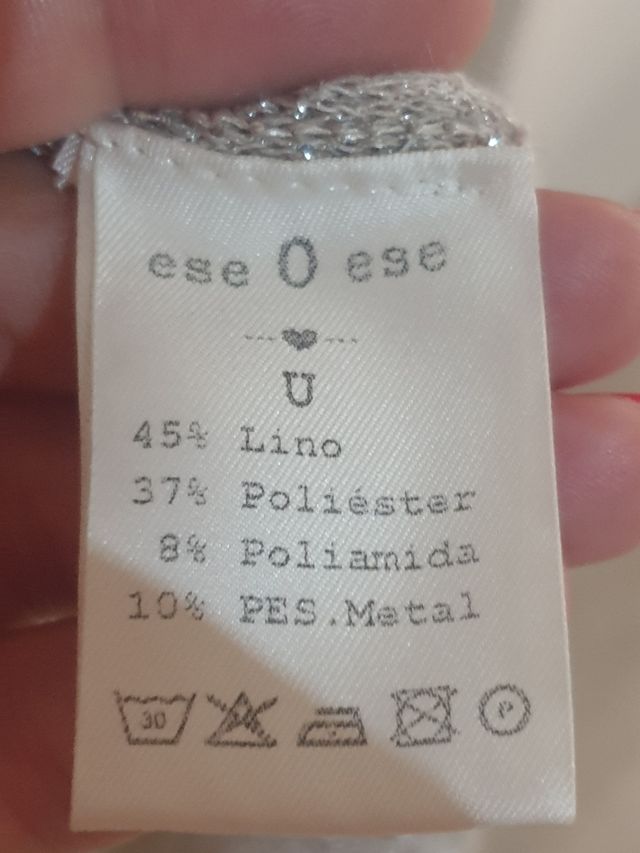 ese O ese
U
45% Lino
37% Poliéster
8% Poliamida
10% PES.Metal
30 P